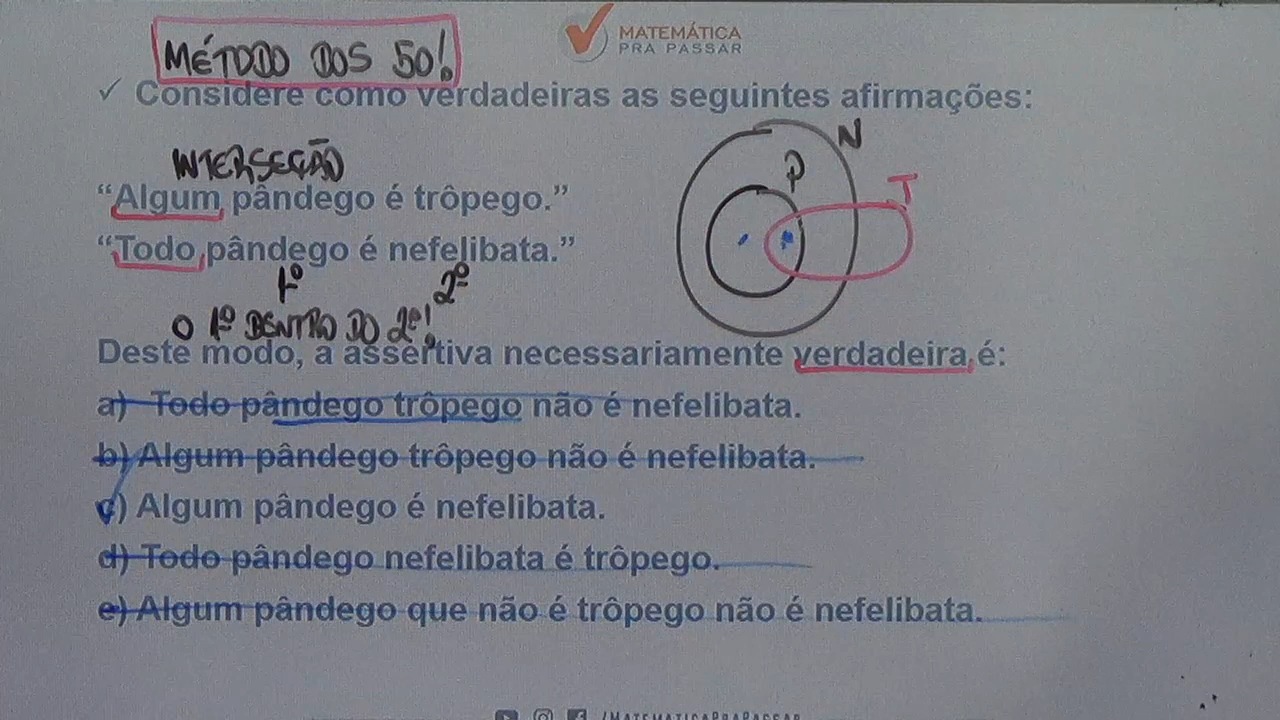 MÉTODO DOS 50!
MATEMÁTICA
PRA PASSAR
✓ Considere como verdadeiras as seguintes afirmações:
INTERSEÇÃO
N
P
T
“Algum pândego é trôpego.”
“Todo pândego é nefelibata.”
1º 2º
O 1º DENTRO DO 2º!
Deste modo, a assertiva necessariamente verdadeira é:
a) Todo pândego trôpego não é nefelibata.
b) Algum pândego trôpego não é nefelibata.
c) Algum pândego é nefelibata.
d) Todo pândego nefelibata é trôpego.
e) Algum pândego que não é trôpego não é nefelibata.
/MATEMATICAPRAPASSAR